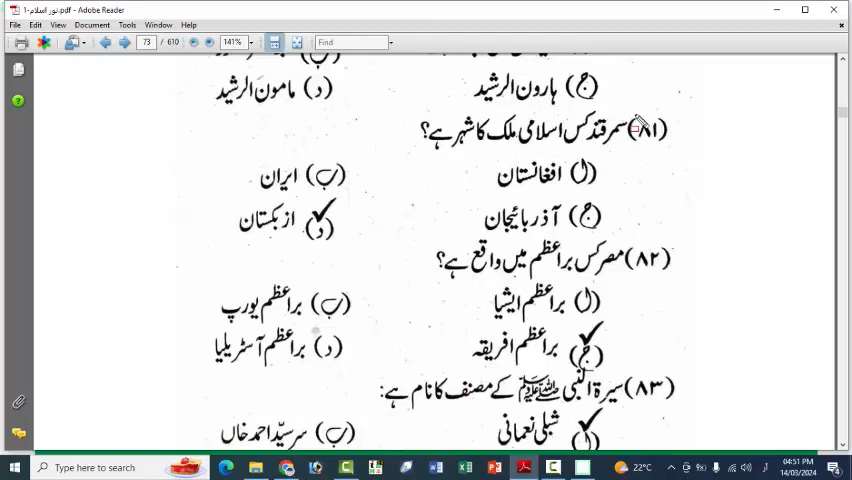 نور اسلام-1.pdf - Adobe Reader
File Edit View Document Tools Window Help
73 / 610 141% Find
(ج) ہارون الرشید (د) مامون الرشید
(۸۱) سمرقند کس اسلامی ملک کا شہر ہے؟
(ا) افغانستان (ب) ایران
(ج) آذربائیجان (د) ازبکستان
(۸۲) مصر کس براعظم میں واقع ہے؟
(ا) براعظم ایشیا (ب) براعظم یورپ
(ج) براعظم افریقہ (د) براعظم آسٹریلیا
(۸۳) سیرۃ النبی ﷺ کے مصنف کا نام ہے:
(ا) شبلی نعمانی (ب) سرسیّد احمد خاں
Type here to search 22°C 04:51 PM
14/03/2024